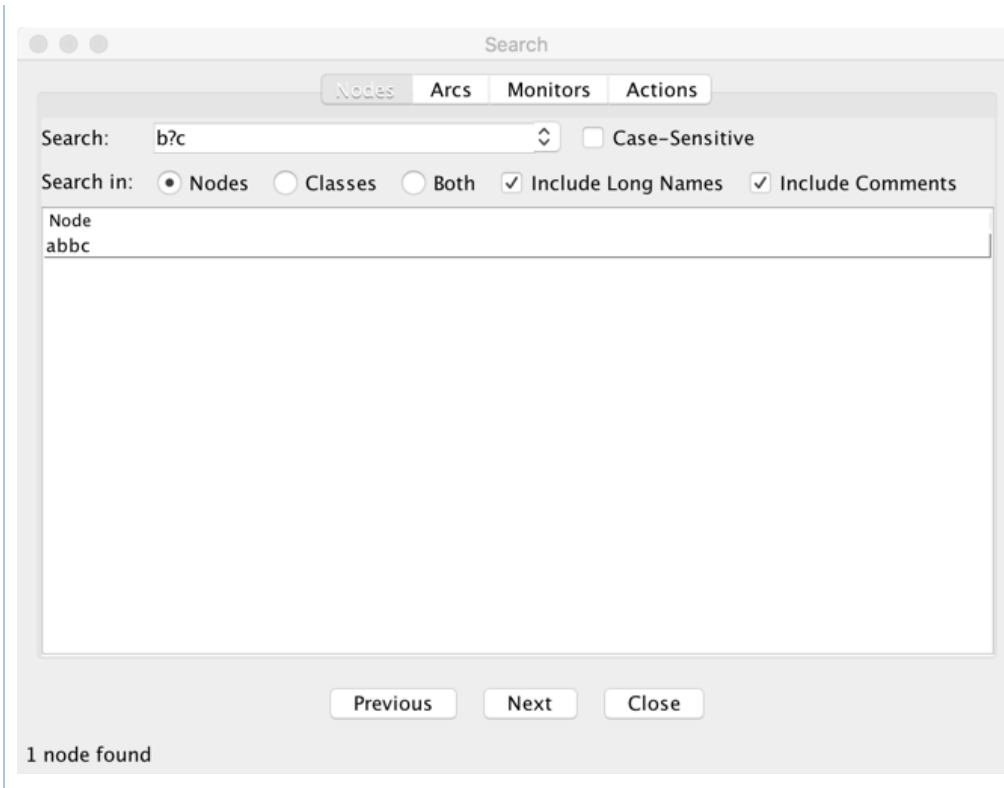 Search
Nodes Arcs Monitors Actions
Search: b?c Case-Sensitive
Search in: Nodes Classes Both Include Long Names Include Comments
Node
abbc
Previous Next Close
1 node found